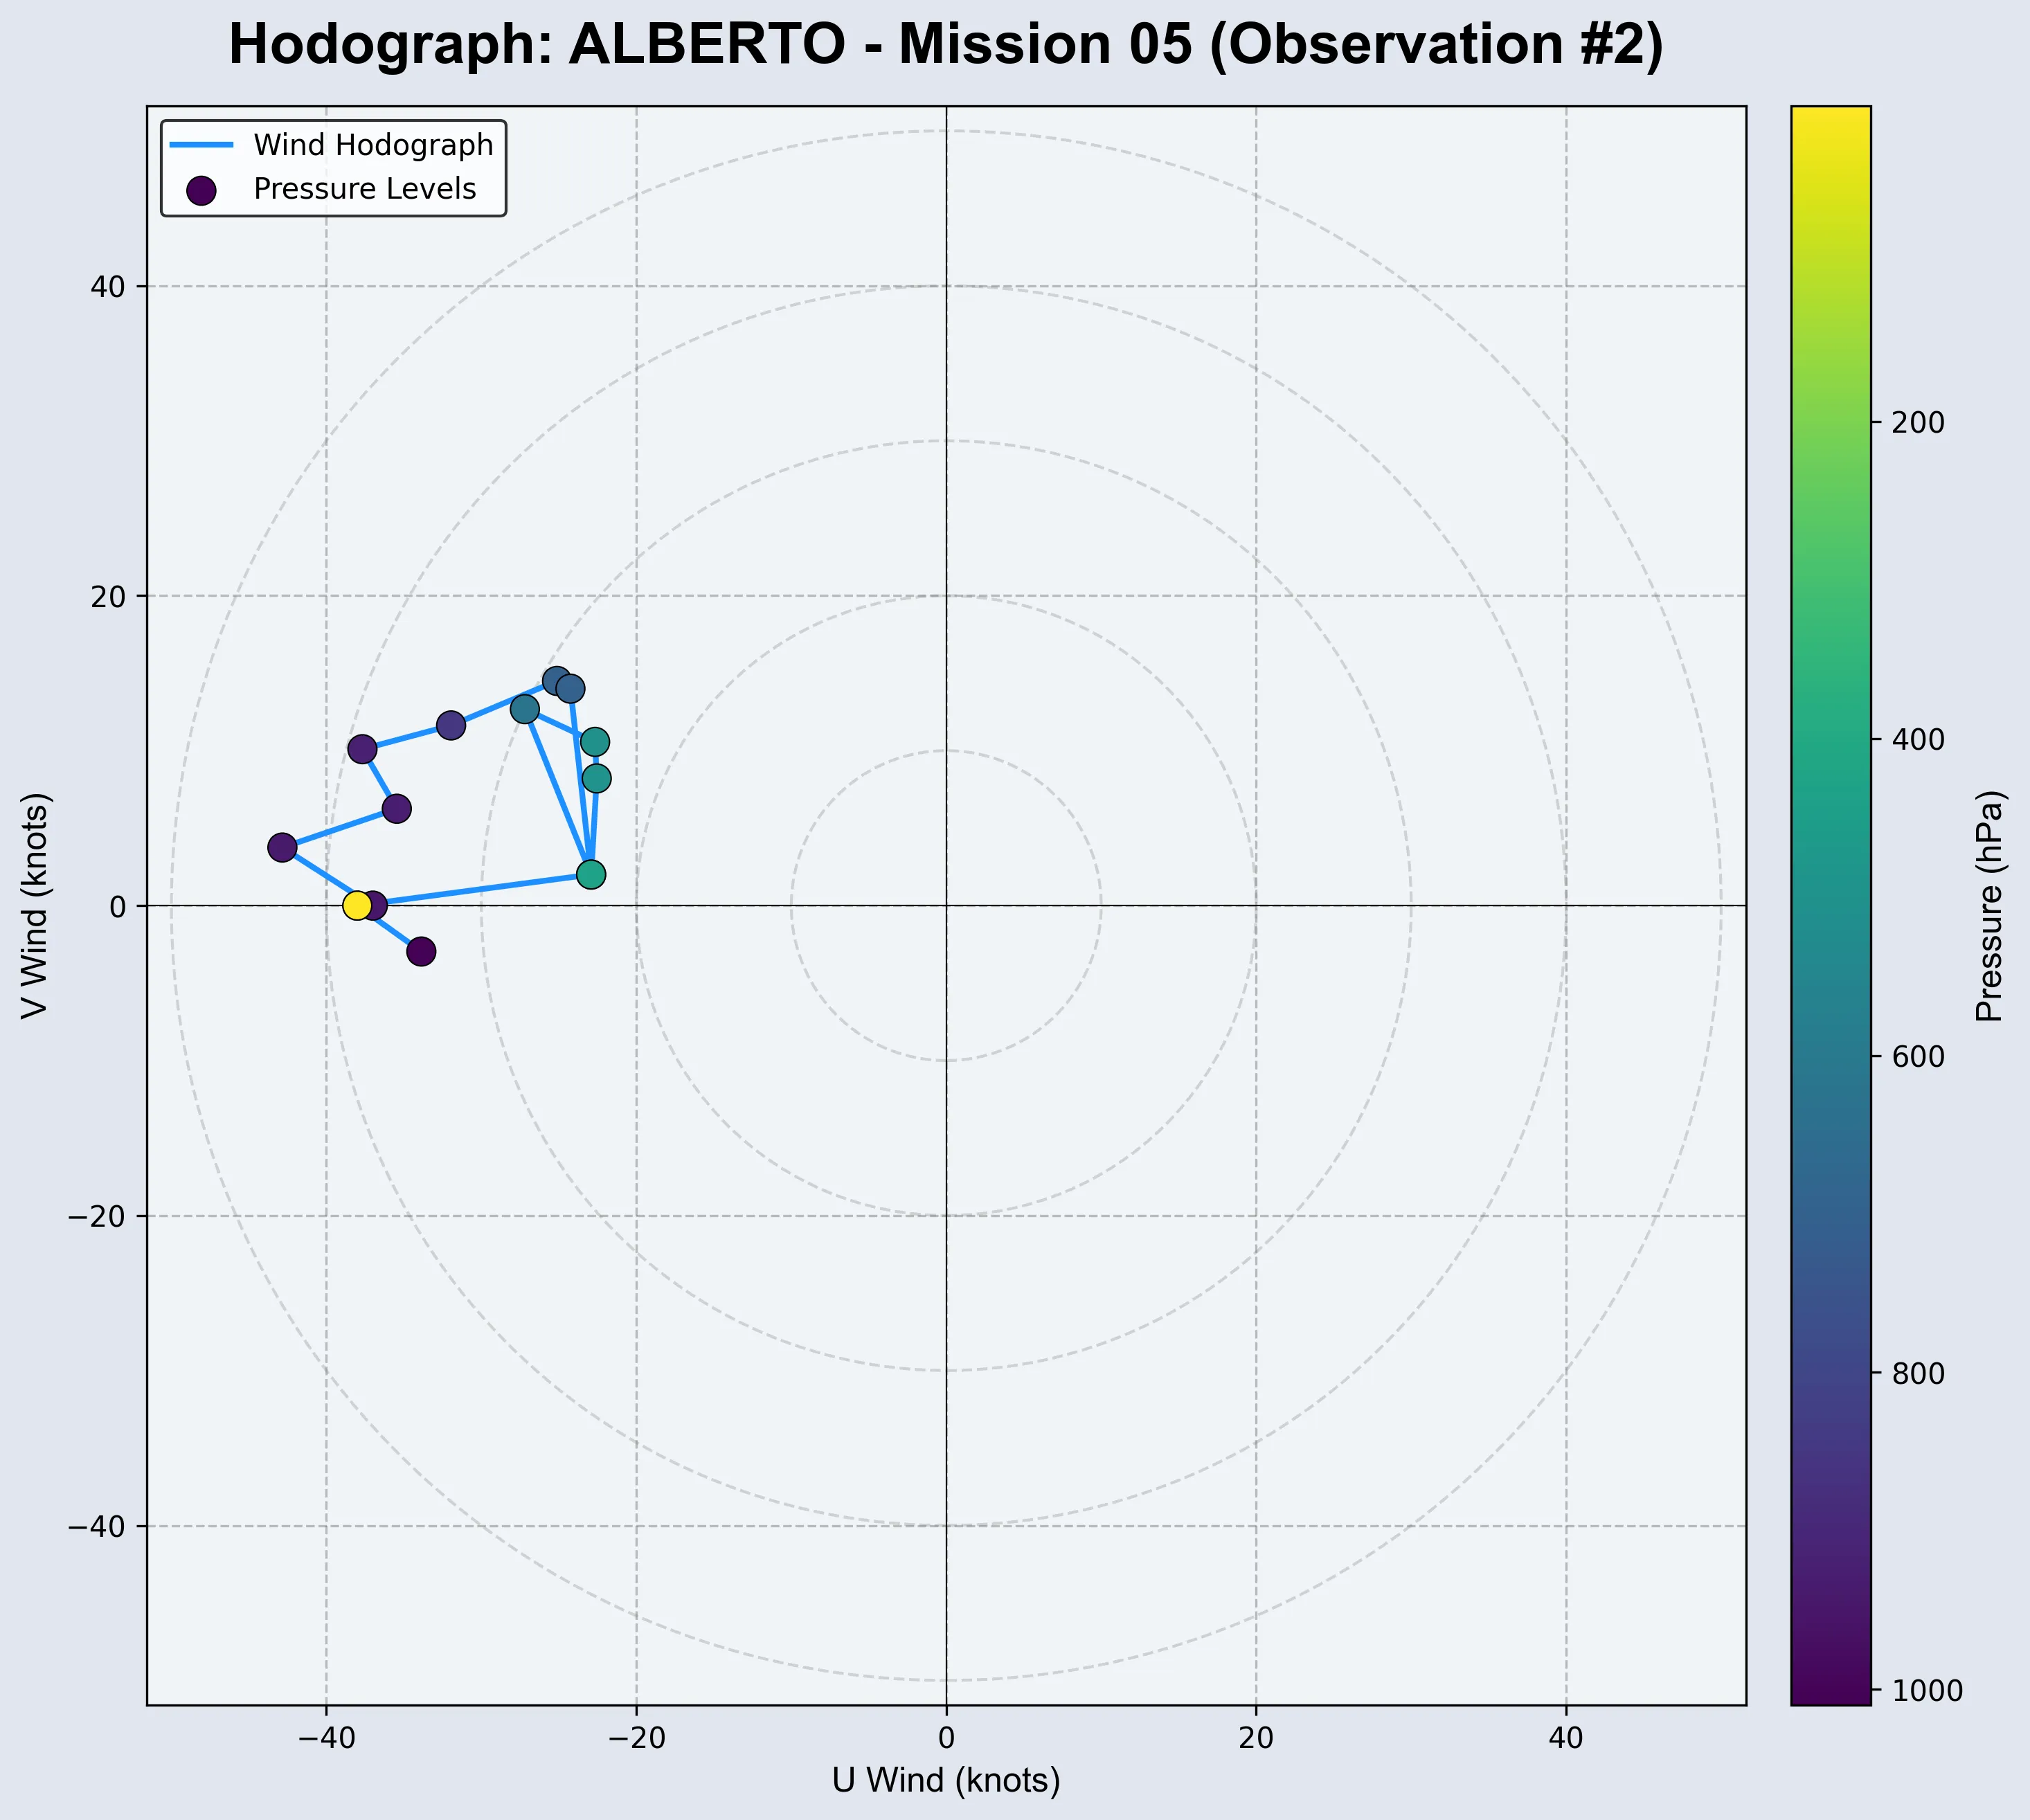 Hodograph: ALBERTO - Mission 05 (Observation #2)
Wind Hodograph
Pressure Levels
40
20
0
−20
−40
V Wind (knots)
−40
−20
0
20
40
U Wind (knots)
200
400
600
800
1000
Pressure (hPa)